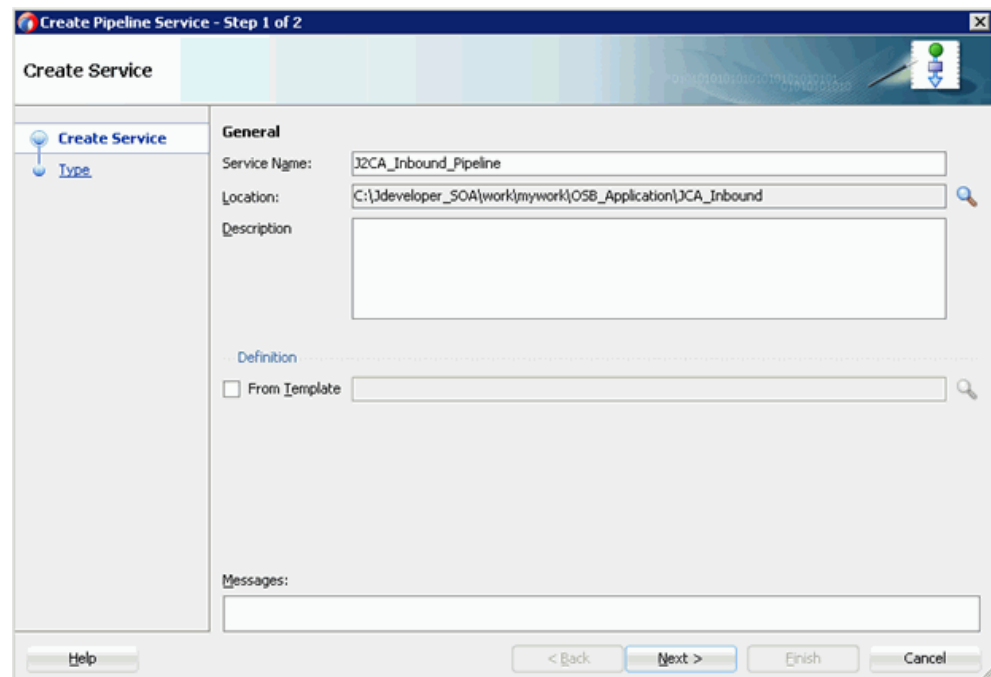 Create Pipeline Service - Step 1 of 2
Create Service
Create Service
Type
General
Service Name: J2CA_Inbound_Pipeline
Location: C:\Jdeveloper_SOA\work\mywork\OSB_Application\JCA_Inbound
Description
Definition
From Template
Messages:
Help < Back Next > Finish Cancel